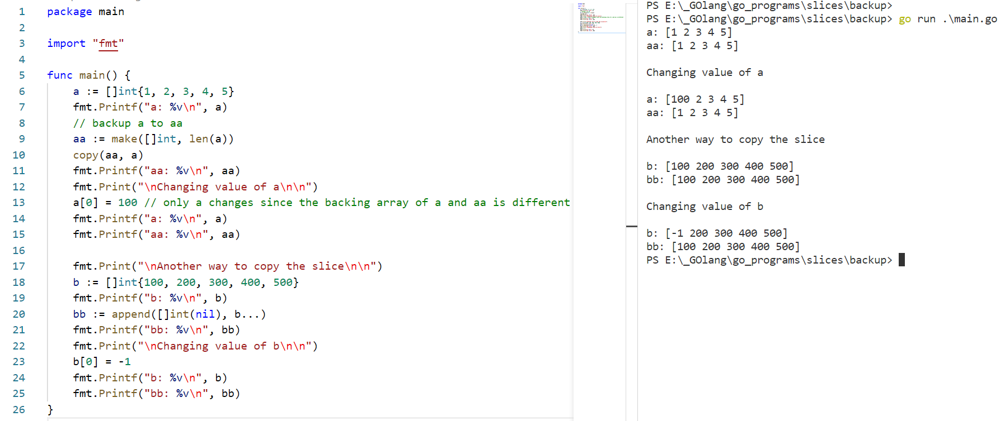 1 package main
2
3 import "fmt"
4
5 func main() {
6 a := []int{1, 2, 3, 4, 5}
7 fmt.Printf("a: %v\n", a)
8 // backup a to aa
9 aa := make([]int, len(a))
10 copy(aa, a)
11 fmt.Printf("aa: %v\n", aa)
12 fmt.Print("\nChanging value of a\n\n")
13 a[0] = 100 // only a changes since the backing array of a and aa is different
14 fmt.Printf("a: %v\n", a)
15 fmt.Printf("aa: %v\n", aa)
16
17 fmt.Print("\nAnother way to copy the slice\n\n")
18 b := []int{100, 200, 300, 400, 500}
19 fmt.Printf("b: %v\n", b)
20 bb := append([]int(nil), b...)
21 fmt.Printf("bb: %v\n", bb)
22 fmt.Print("\nChanging value of b\n\n")
23 b[0] = -1
24 fmt.Printf("b: %v\n", b)
25 fmt.Printf("bb: %v\n", bb)
26 }
PS E:\_GOlang\go_programs\slices\backup>
PS E:\_GOlang\go_programs\slices\backup> go run .\main.go
a: [1 2 3 4 5]
aa: [1 2 3 4 5]

Changing value of a

a: [100 2 3 4 5]
aa: [1 2 3 4 5]

Another way to copy the slice

b: [100 200 300 400 500]
bb: [100 200 300 400 500]

Changing value of b

b: [-1 200 300 400 500]
bb: [100 200 300 400 500]
PS E:\_GOlang\go_programs\slices\backup>